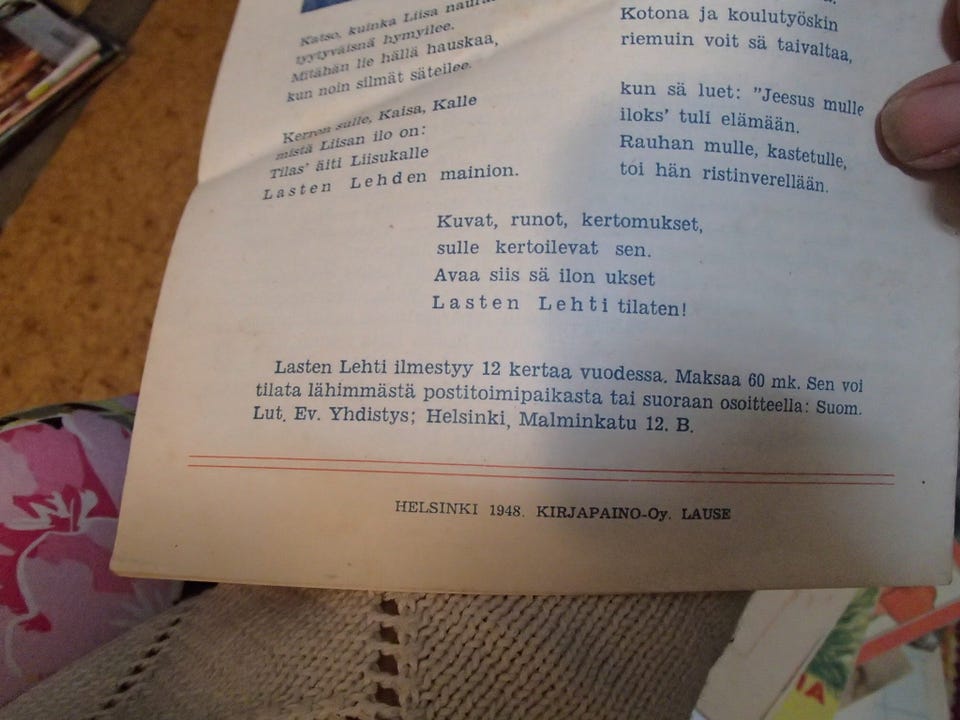 Katso, kuinka Liisa nauraa
tyytyväisnä hymyilee.
Mitähän lie hällä hauskaa,
kun noin silmät säteilee.
Kerron sulle, Kaisa, Kalle
mistä Liisan ilo on:
Tilas' äiti Liisukalle
Lasten Lehden mainion.
Kotona ja koulutyöskin
riemuin voit sä taivaltaa,
kun sä luet: "Jeesus mulle
iloks' tuli elämään.
Rauhan mulle, kastetulle,
toi hän ristinverellään.
Kuvat, runot, kertomukset,
sulle kertoilevat sen.
Avaa siis sä ilon ukset
Lasten Lehti tilaten!
Lasten Lehti ilmestyy 12 kertaa vuodessa. Maksaa 60 mk. Sen voi
tilata lähimmästä postitoimipaikasta tai suoraan osoitteella: Suom.
Lut. Ev. Yhdistys; Helsinki, Malminkatu 12. B.
HELSINKI 1948. KIRJAPAINO-Oy. LAUSE